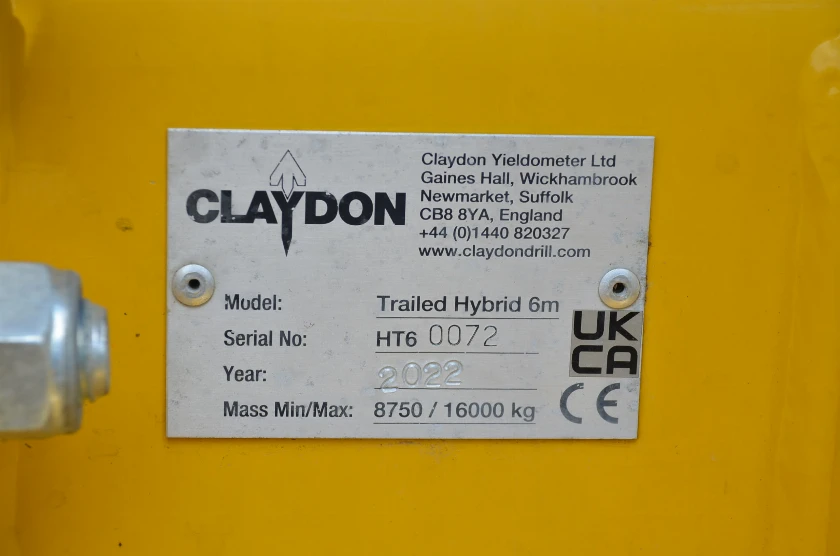 CLAYDON
Claydon Yieldometer Ltd
Gaines Hall, Wickhambrook
Newmarket, Suffolk
CB8 8YA, England
+44 (0)1440 820327
www.claydondrill.com
Model: Trailed Hybrid 6m
Serial No: HT6 0072
Year: 2022
Mass Min/Max: 8750 / 16000 kg
UK
CA
CE